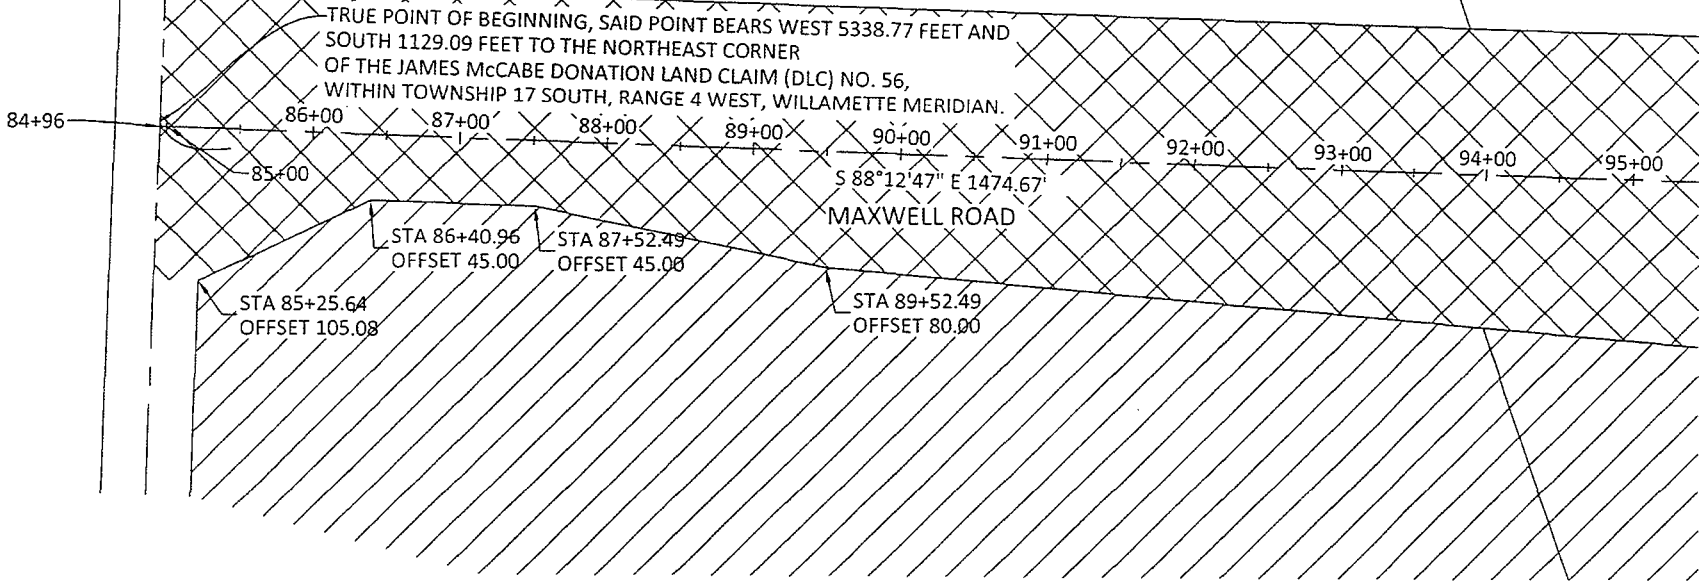 TRUE POINT OF BEGINNING, SAID POINT BEARS WEST 5338.77 FEET AND
SOUTH 1129.09 FEET TO THE NORTHEAST CORNER
OF THE JAMES McCABE DONATION LAND CLAIM (DLC) NO. 56,
WITHIN TOWNSHIP 17 SOUTH, RANGE 4 WEST, WILLAMETTE MERIDIAN.
84+96
86+00
87+00
88+00
89+00
90+00
91+00
92+00
93+00
94+00
95+00
85+00
S 88°12'47" E 1474.67'
MAXWELL ROAD
STA 86+40.96
OFFSET 45.00
STA 87+52.49
OFFSET 45.00
STA 85+25.64
OFFSET 105.08
STA 89+52.49
OFFSET 80.00